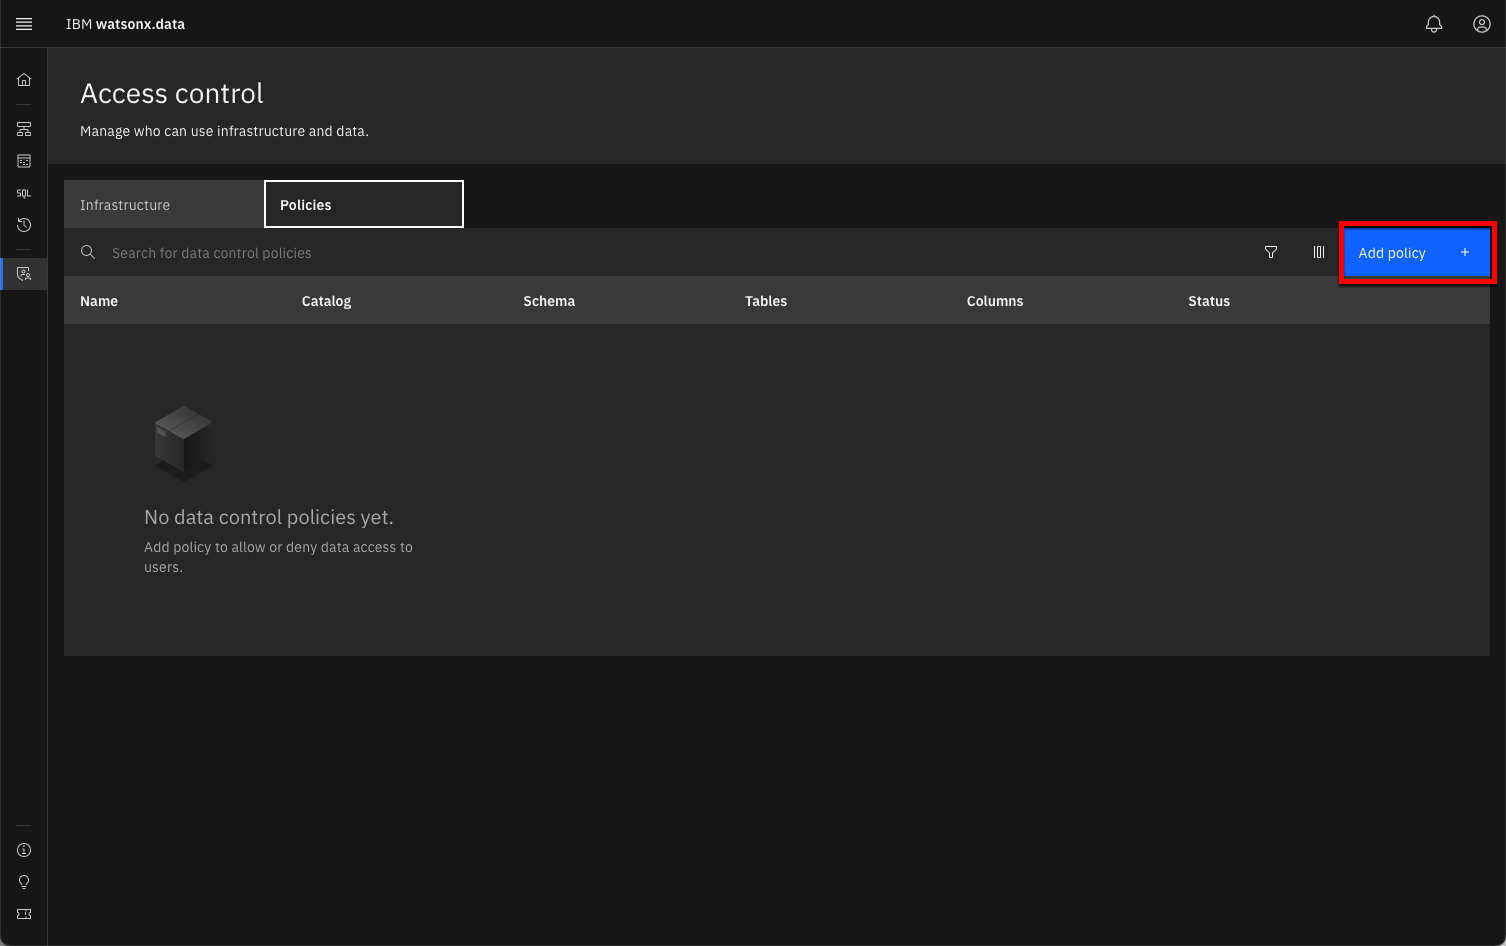 IBM watsonx.data
Access control
Manage who can use infrastructure and data.
Infrastructure
Policies
Search for data control policies
Add policy +
SQL
Name Catalog Schema Tables Columns Status
No data control policies yet.
Add policy to allow or deny data access to
users.